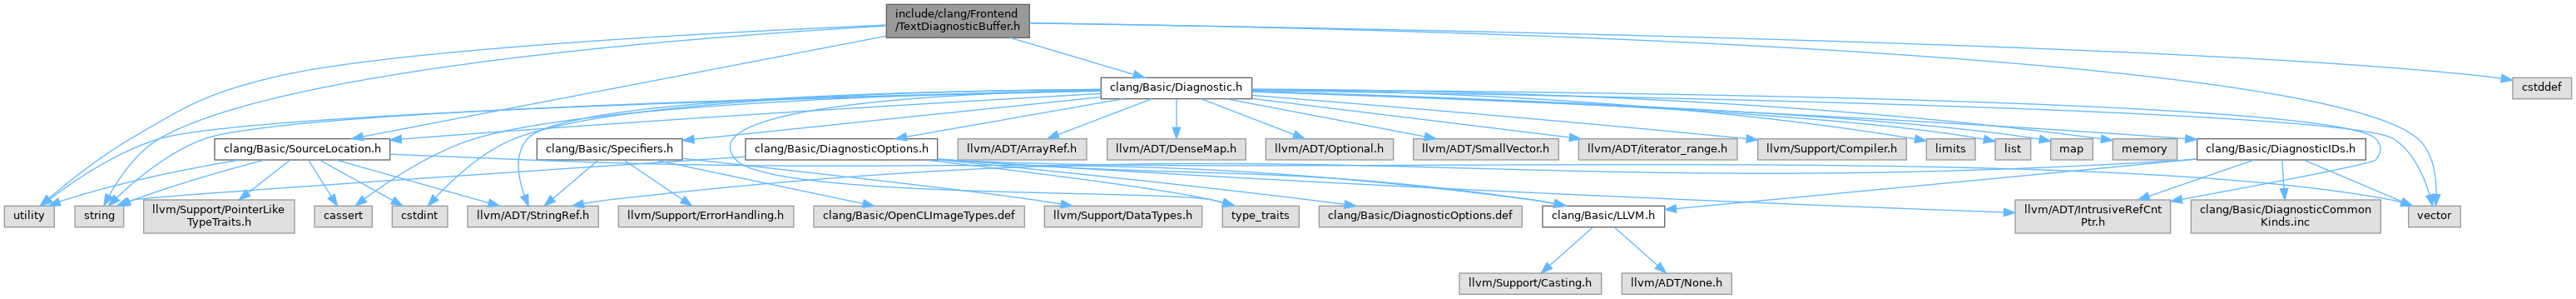 include/clang/Frontend
/TextDiagnosticBuffer.h
clang/Basic/Diagnostic.h
cstddef
clang/Basic/SourceLocation.h
clang/Basic/Specifiers.h
clang/Basic/DiagnosticOptions.h
llvm/ADT/ArrayRef.h
llvm/ADT/DenseMap.h
llvm/ADT/Optional.h
llvm/ADT/SmallVector.h
llvm/ADT/iterator_range.h
llvm/Support/Compiler.h
limits
list
map
memory
clang/Basic/DiagnosticIDs.h
utility
string
llvm/Support/PointerLike
TypeTraits.h
cassert
cstdint
llvm/ADT/StringRef.h
llvm/Support/ErrorHandling.h
clang/Basic/OpenCLImageTypes.def
llvm/Support/DataTypes.h
type_traits
clang/Basic/DiagnosticOptions.def
clang/Basic/LLVM.h
llvm/ADT/IntrusiveRefCnt
Ptr.h
clang/Basic/DiagnosticCommon
Kinds.inc
vector
llvm/Support/Casting.h
llvm/ADT/None.h